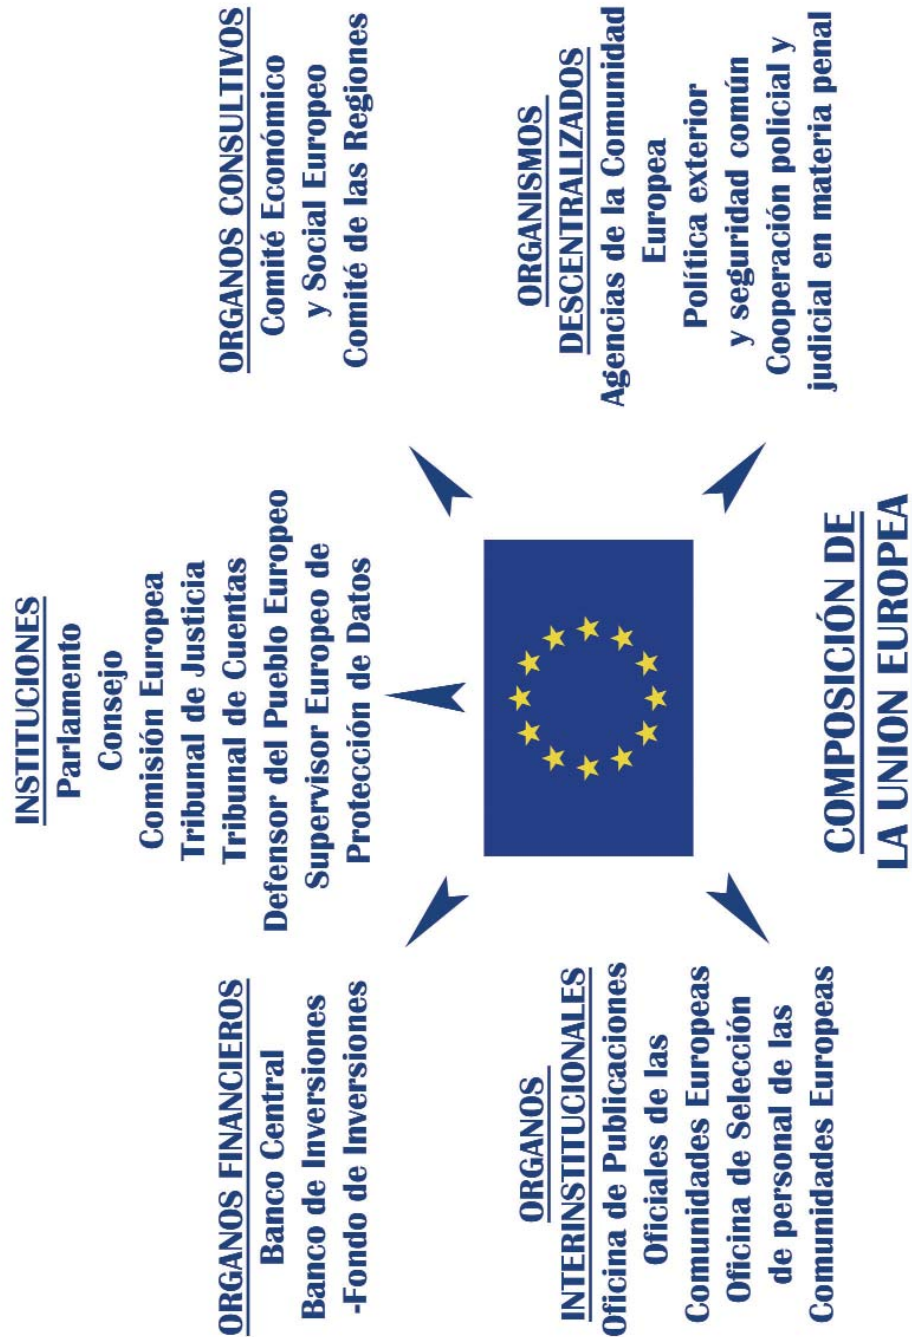 INSTITUCIONES
Parlamento
Consejo
Comisión Europea
Tribunal de Justicia
Tribunal de Cuentas
Defensor del Pueblo Europeo
Supervisor Europeo de
Protección de Datos
ORGANOS FINANCIEROS
Banco Central
Banco de Inversiones
-Fondo de Inversiones
ORGANOS CONSULTIVOS
Comité Económico
y Social Europeo
Comité de las Regiones
ORGANOS
INTERINSTITUCIONALES
Oficina de Publicaciones
Oficiales de las
Comunidades Europeas
Oficina de Selección
de personal de las
Comunidades Europeas
ORGANISMOS
DESCENTRALIZADOS
Agencias de la Comunidad
Europea
Política exterior
y seguridad común
Cooperación policial y
judicial en materia penal
COMPOSICIÓN DE
LA UNION EUROPEA